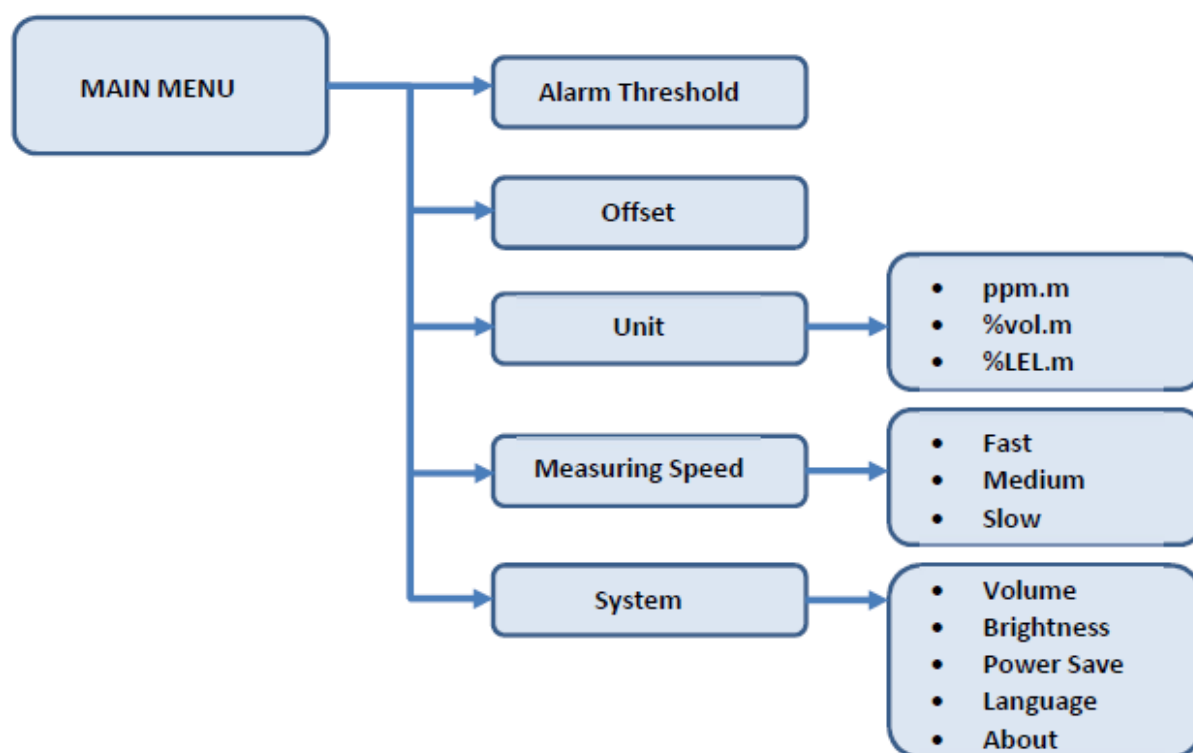 MAIN MENU
Alarm Threshold
Offset
Unit
• ppm.m
• %vol.m
• %LEL.m
Measuring Speed
• Fast
• Medium
• Slow
System
• Volume
• Brightness
• Power Save
• Language
• About